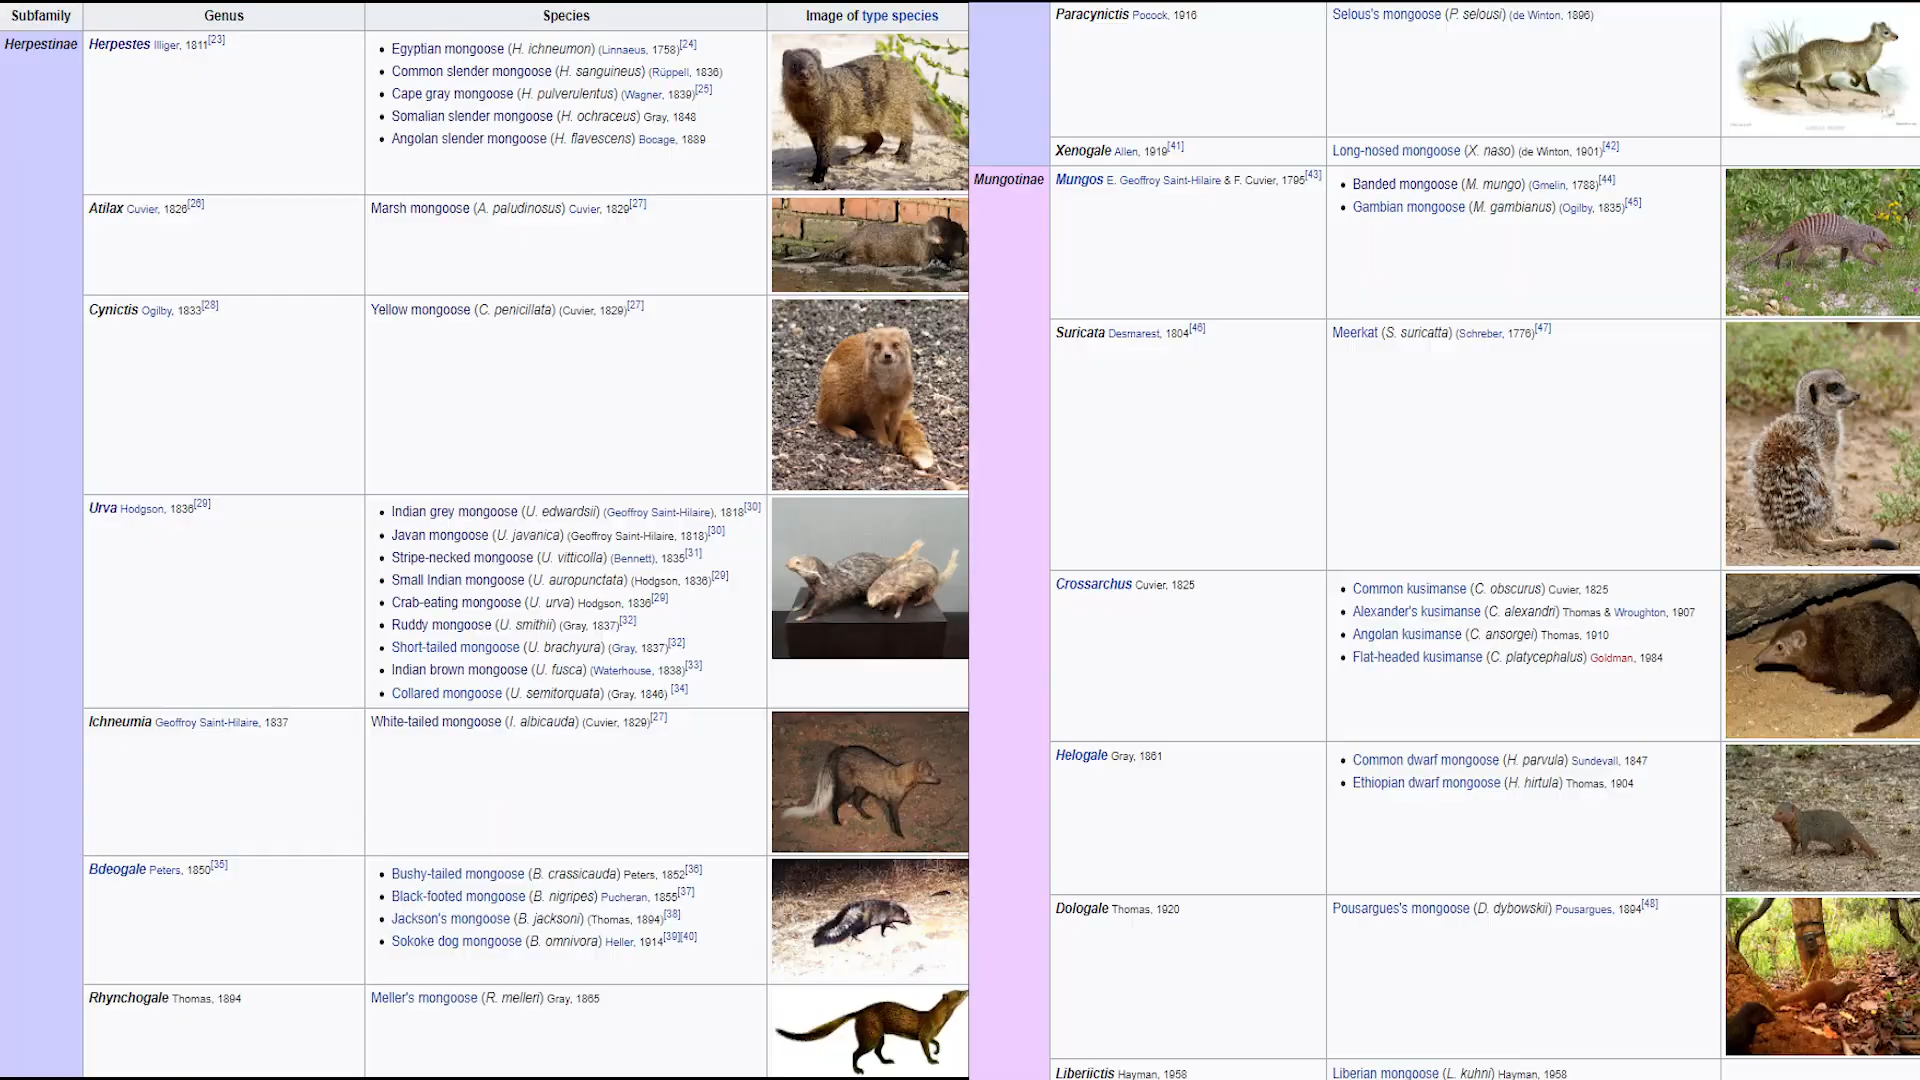 Subfamily Genus Species Image of type species
Herpestinae
Herpestes Illiger, 1811[23]
• Egyptian mongoose (H. ichneumon) (Linnaeus, 1758)[24]
• Common slender mongoose (H. sanguineus) (Rüppell, 1836)
• Cape gray mongoose (H. pulverulentus) (Wagner, 1839)[25]
• Somalian slender mongoose (H. ochraceus) Gray, 1848
• Angolan slender mongoose (H. flavescens) Bocage, 1889
Atilax Cuvier, 1826[26]
Marsh mongoose (A. paludinosus) Cuvier, 1829[27]
Cynictis Ogilby, 1833[28]
Yellow mongoose (C. penicillata) (Cuvier, 1829)[27]
Urva Hodgson, 1836[29]
• Indian grey mongoose (U. edwardsii) (Geoffroy Saint-Hilaire), 1818[30]
• Javan mongoose (U. javanica) (Geoffroy Saint-Hilaire, 1818)[30]
• Stripe-necked mongoose (U. vitticolla) (Bennett), 1835[31]
• Small Indian mongoose (U. auropunctata) (Hodgson, 1836)[29]
• Crab-eating mongoose (U. urva) Hodgson, 1836[29]
• Ruddy mongoose (U. smithii) (Gray, 1837)[32]
• Short-tailed mongoose (U. brachyura) (Gray, 1837)[32]
• Indian brown mongoose (U. fusca) (Waterhouse, 1838)[33]
• Collared mongoose (U. semitorquata) (Gray, 1846) [34]
Ichneumia Geoffroy Saint-Hilaire, 1837
White-tailed mongoose (I. albicauda) (Cuvier, 1829)[27]
Bdeogale Peters, 1850[35]
• Bushy-tailed mongoose (B. crassicauda) Peters, 1852[36]
• Black-footed mongoose (B. nigripes) Pucheran, 1855[37]
• Jackson's mongoose (B. jacksoni) (Thomas, 1894)[38]
• Sokoke dog mongoose (B. omnivora) Heller, 1914[39][40]
Rhynchogale Thomas, 1894
Meller's mongoose (R. melleri) Gray, 1865
Paracynictis Pocock, 1916
Selous's mongoose (P. selousi) (de Winton, 1896)
Xenogale Allen, 1919[41]
Long-nosed mongoose (X. naso) (de Winton, 1901)[42]
Mungotinae
Mungos E. Geoffroy Saint-Hilaire & F. Cuvier, 1795[43]
• Banded mongoose (M. mungo) (Gmelin, 1788)[44]
• Gambian mongoose (M. gambianus) (Ogilby, 1835)[45]
Suricata Desmarest, 1804[46]
Meerkat (S. suricatta) (Schreber, 1776)[47]
Crossarchus Cuvier, 1825
• Common kusimanse (C. obscurus) Cuvier, 1825
• Alexander's kusimanse (C. alexandri) Thomas & Wroughton, 1907
• Angolan kusimanse (C. ansorgei) Thomas, 1910
• Flat-headed kusimanse (C. platycephalus) Goldman, 1984
Helogale Gray, 1861
• Common dwarf mongoose (H. parvula) Sundevall, 1847
• Ethiopian dwarf mongoose (H. hirtula) Thomas, 1904
Dologale Thomas, 1920
Pousargues's mongoose (D. dybowskii) Pousargues, 1894[48]
Liberiictis Hayman, 1958
Liberian mongoose (L. kuhni) Hayman, 1958